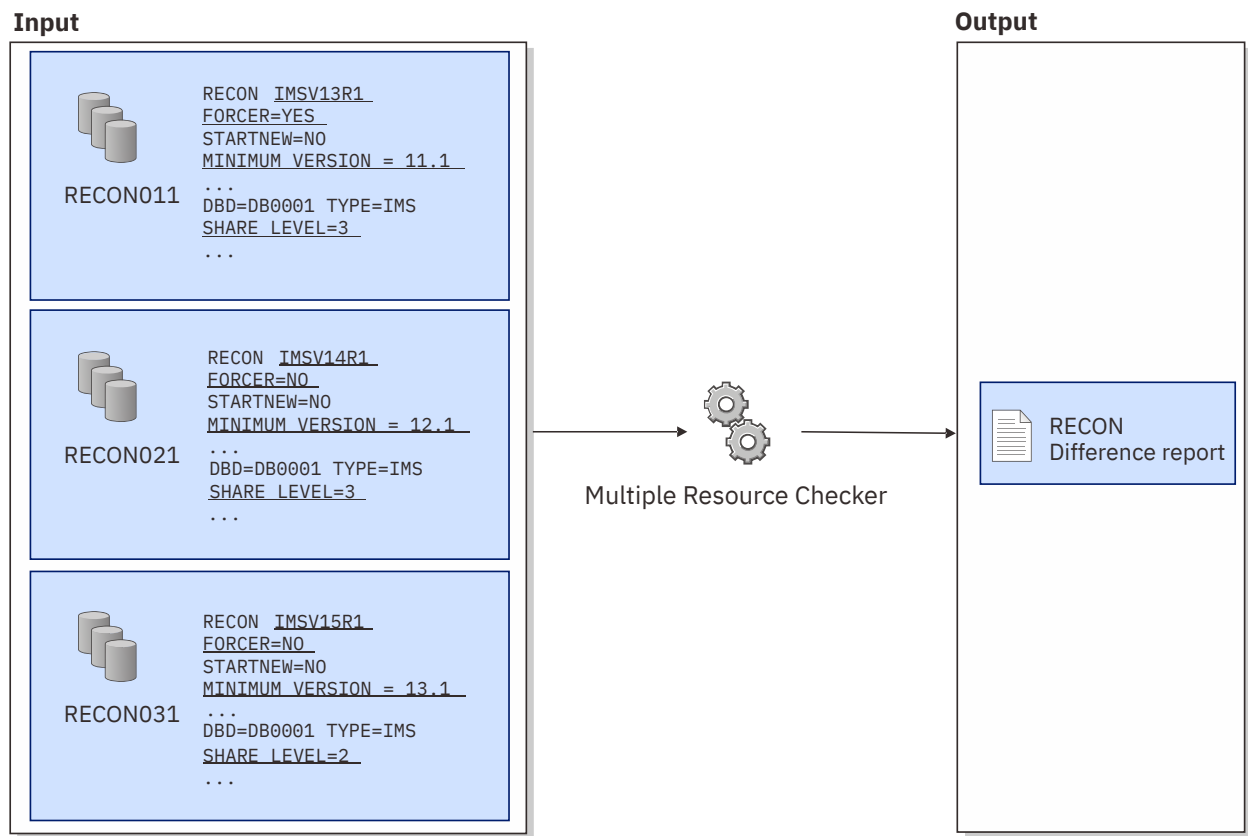 Input
RECON IMSV13R1
FORCER=YES
STARTNEW=NO
MINIMUM VERSION = 11.1
...
DBD=DB0001 TYPE=IMS
SHARE LEVEL=3
...
RECON011
RECON IMSV14R1
FORCER=NO
STARTNEW=NO
MINIMUM VERSION = 12.1
...
DBD=DB0001 TYPE=IMS
SHARE LEVEL=3
...
RECON021
RECON IMSV15R1
FORCER=NO
STARTNEW=NO
MINIMUM VERSION = 13.1
...
DBD=DB0001 TYPE=IMS
SHARE LEVEL=2
...
RECON031
Multiple Resource Checker
Output
RECON
Difference report